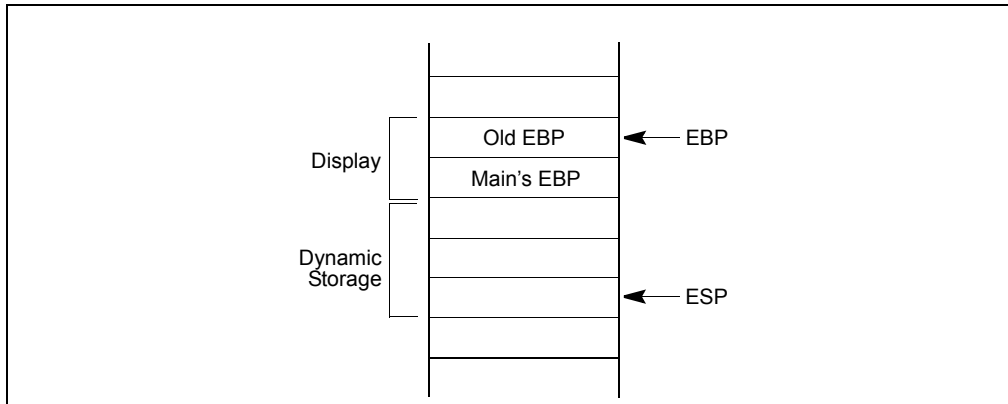 Old EBP
EBP
Display
Main’s EBP
Dynamic
Storage
ESP